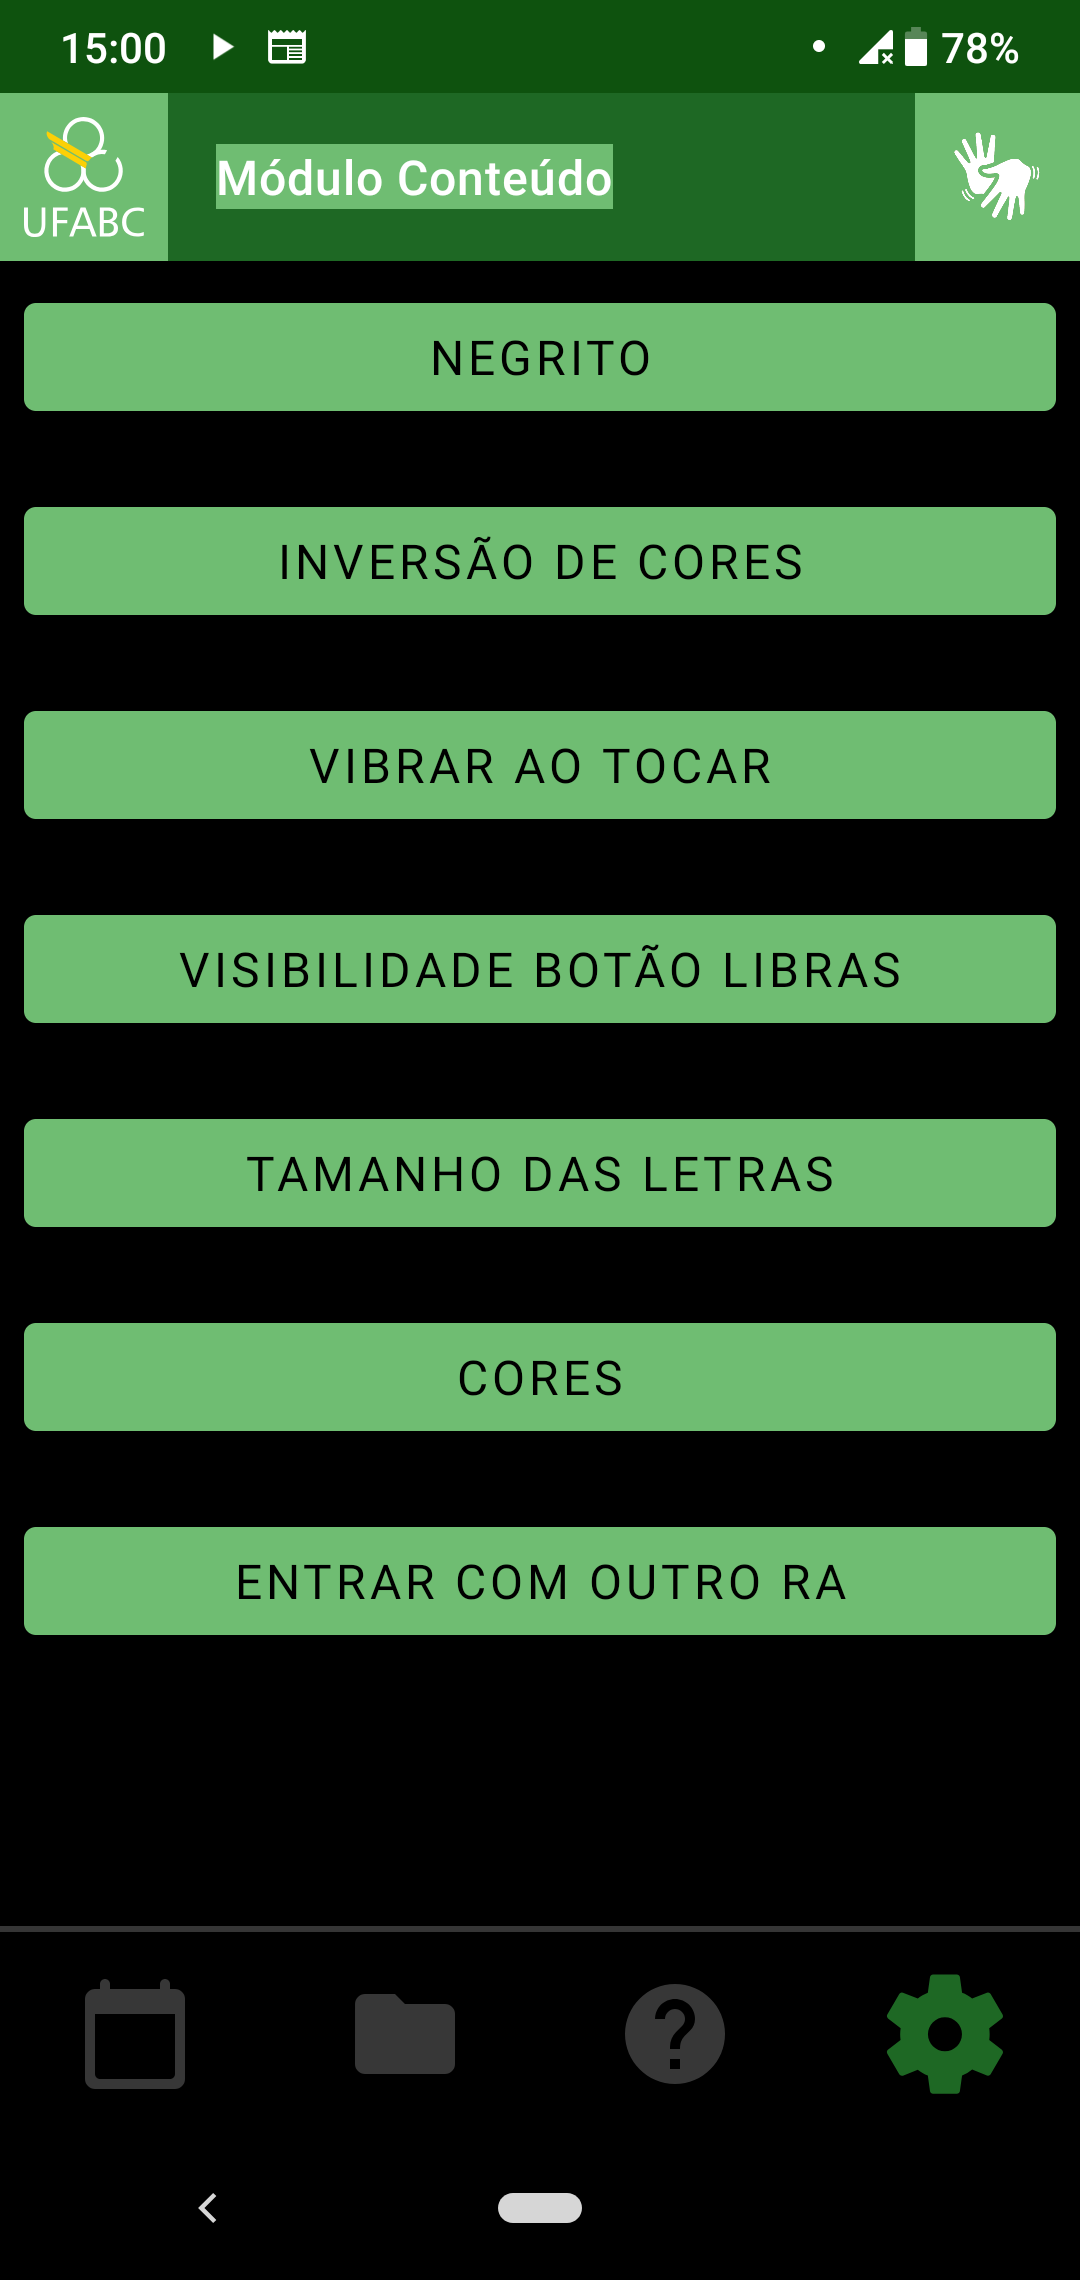 15:00
78%
UFABC
Módulo Conteúdo
NEGRITO
INVERSÃO DE CORES
VIBRAR AO TOCAR
VISIBILIDADE BOTÃO LIBRAS
TAMANHO DAS LETRAS
CORES
ENTRAR COM OUTRO RA